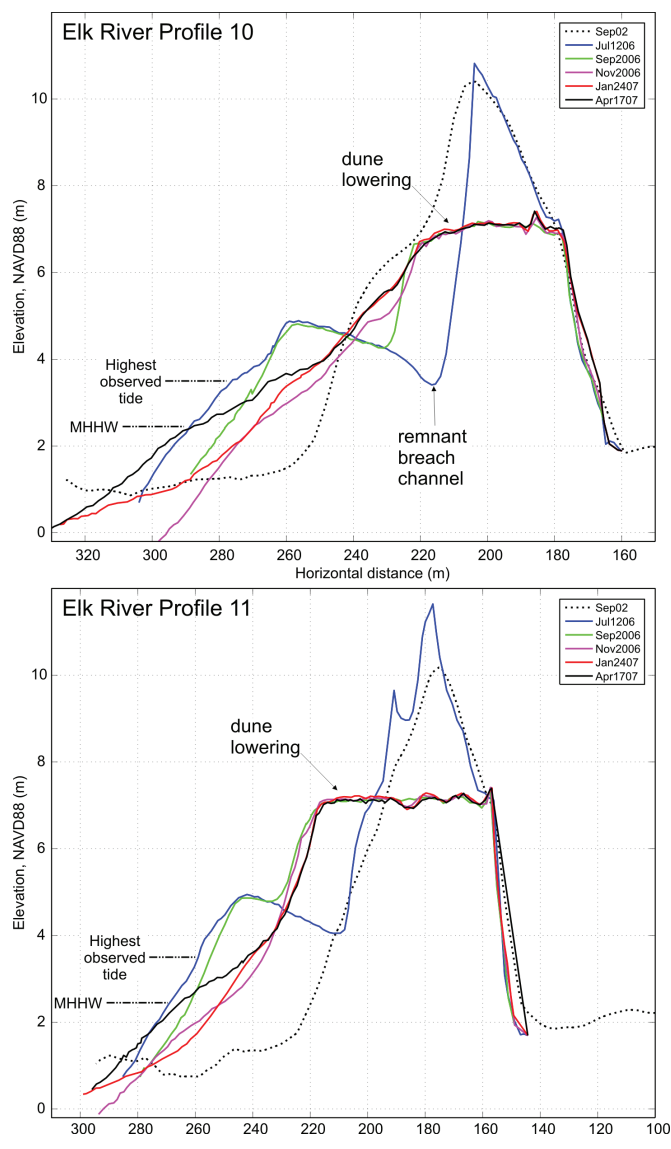 Elk River Profile 10
Sep02
Jul1206
Sep2006
Nov2006
Jan2407
Apr1707
10
8
6
4
2
0
Elevation, NAVD88 (m)
dune
lowering
Highest
observed
tide
MHHW
remnant
breach
channel
320
300
280
260
240
220
200
180
160
Horizontal distance (m)
Elk River Profile 11
Sep02
Jul1206
Sep2006
Nov2006
Jan2407
Apr1707
10
8
6
4
2
0
Elevation, NAVD88 (m)
dune
lowering
Highest
observed
tide
MHHW
300
280
260
240
220
200
180
160
140
120
100